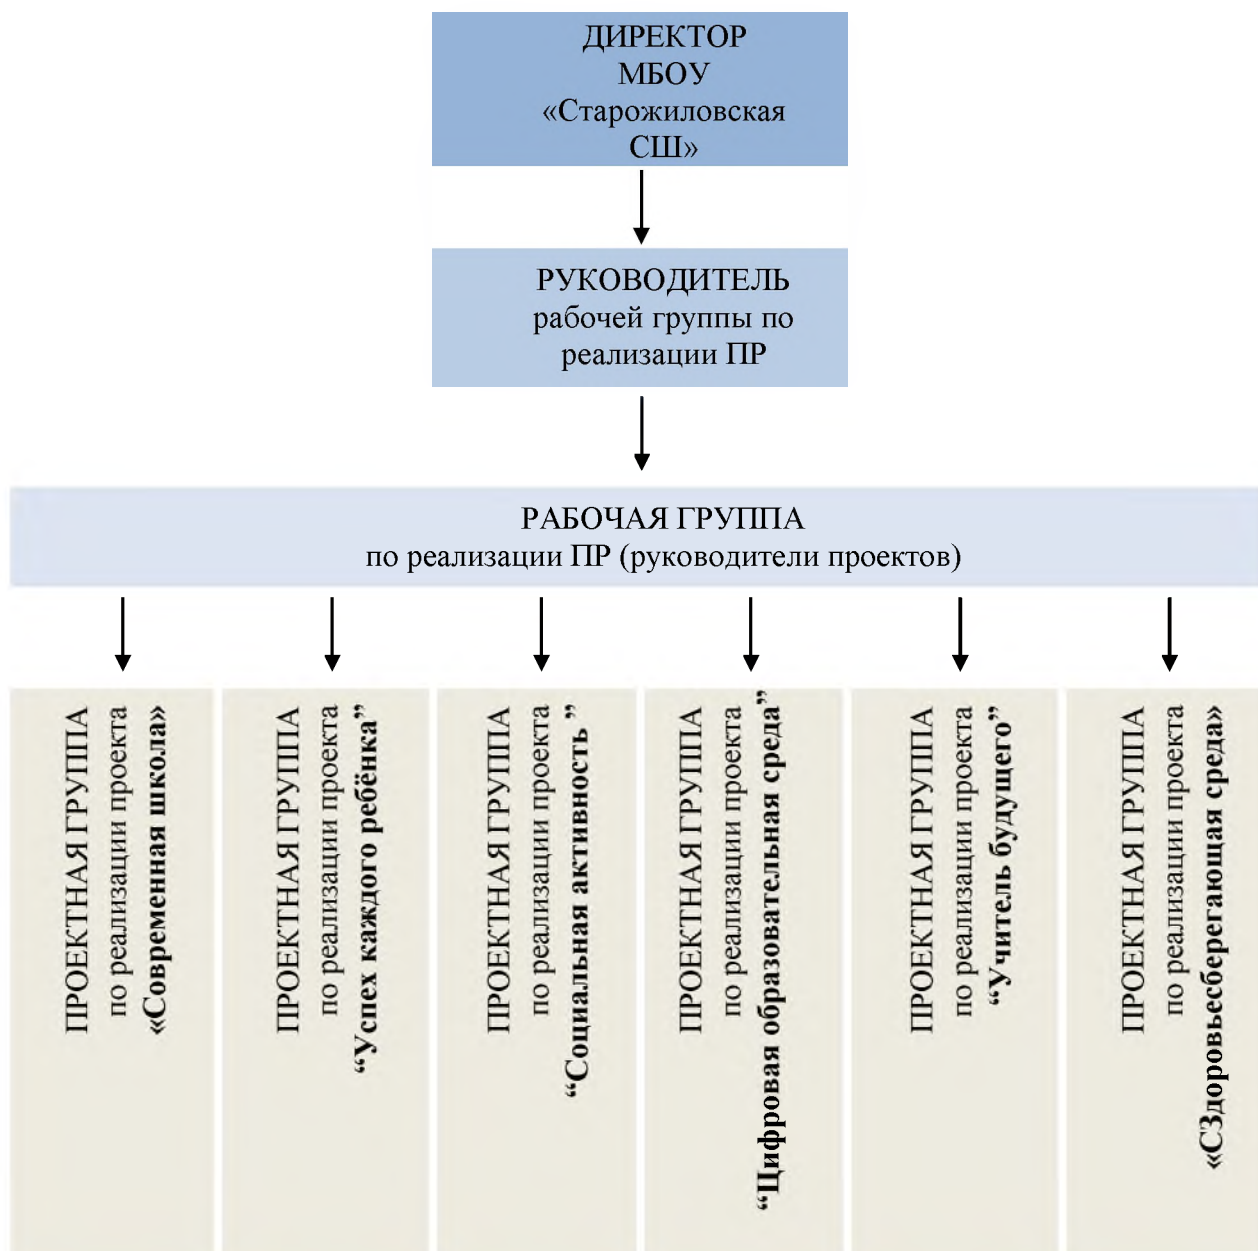 ДИРЕКТОР
МБОУ
«Старожиловская
СШ»
РУКОВОДИТЕЛЬ
рабочей группы по
реализации ПР
РАБОЧАЯ ГРУППА
по реализации ПР (руководители проектов)
ПРОЕКТНАЯ ГРУППА
по реализации проекта
«Современная школа»
ПРОЕКТНАЯ ГРУППА
по реализации проекта
“Успех каждого ребёнка”
ПРОЕКТНАЯ ГРУППА
по реализации проекта
“Социальная активность ”
ПРОЕКТНАЯ ГРУППА
по реализации проекта
“Цифровая образовательная среда”
ПРОЕКТНАЯ ГРУППА
по реализации проекта
“Учитель будущего”
ПРОЕКТНАЯ ГРУППА
по реализации проекта
«СЗдоровьесберегающая среда»